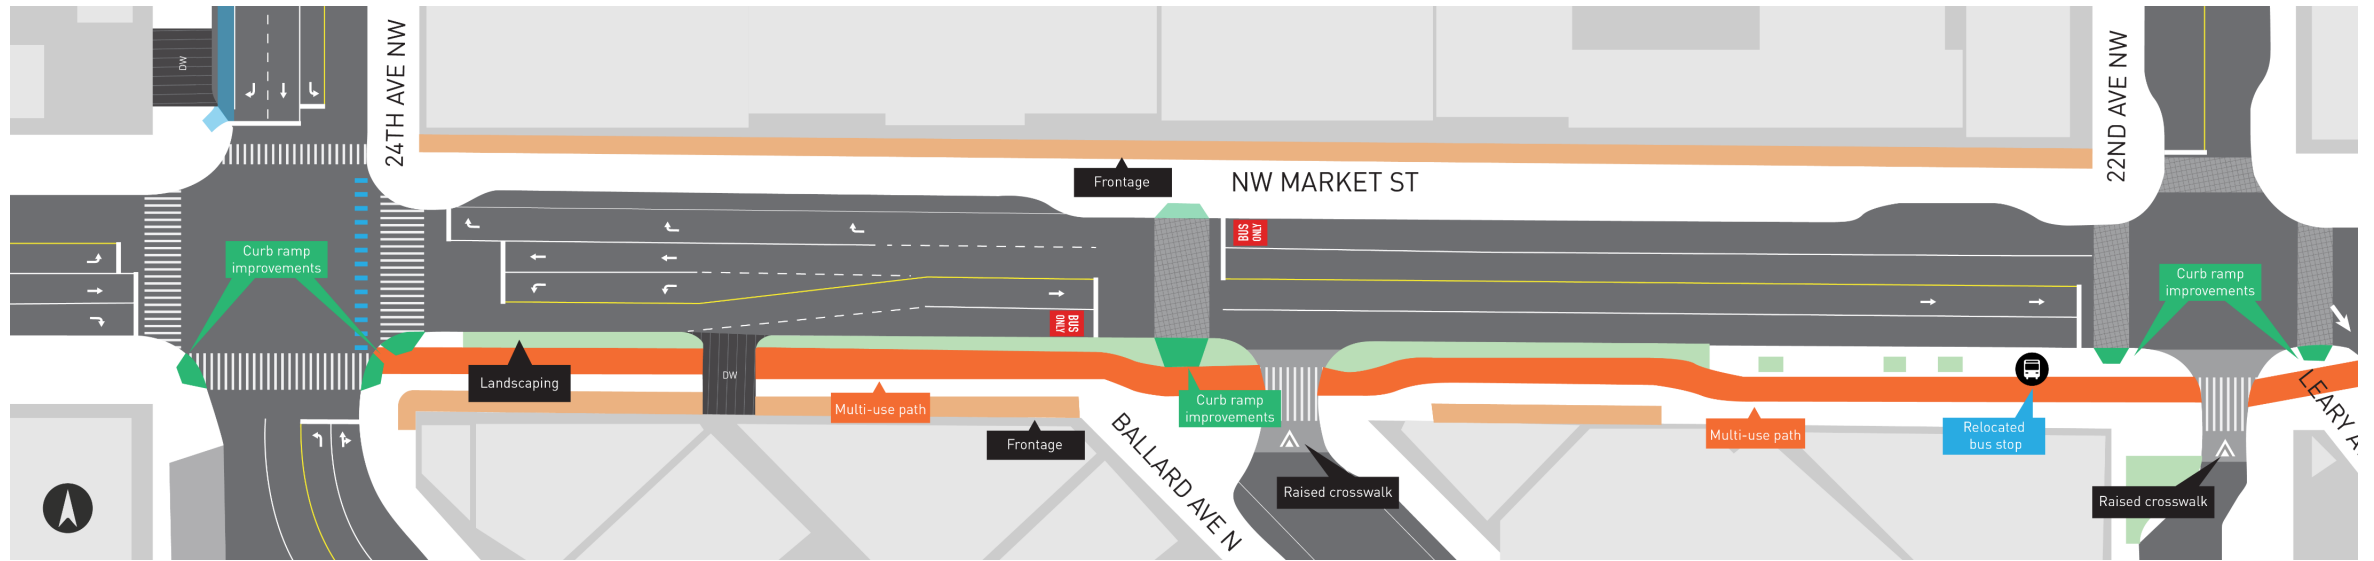 DW
24TH AVE NW
22ND AVE NW
Frontage
NW MARKET ST
BUS
ONLY
Curb ramp
improvements
Curb ramp
improvements
BUS
ONLY
DW
Landscaping
Multi-use path
Curb ramp
improvements
Frontage
BALLARD AVE N
Raised crosswalk
Multi-use path
Relocated
bus stop
LEARY A
Raised crosswalk